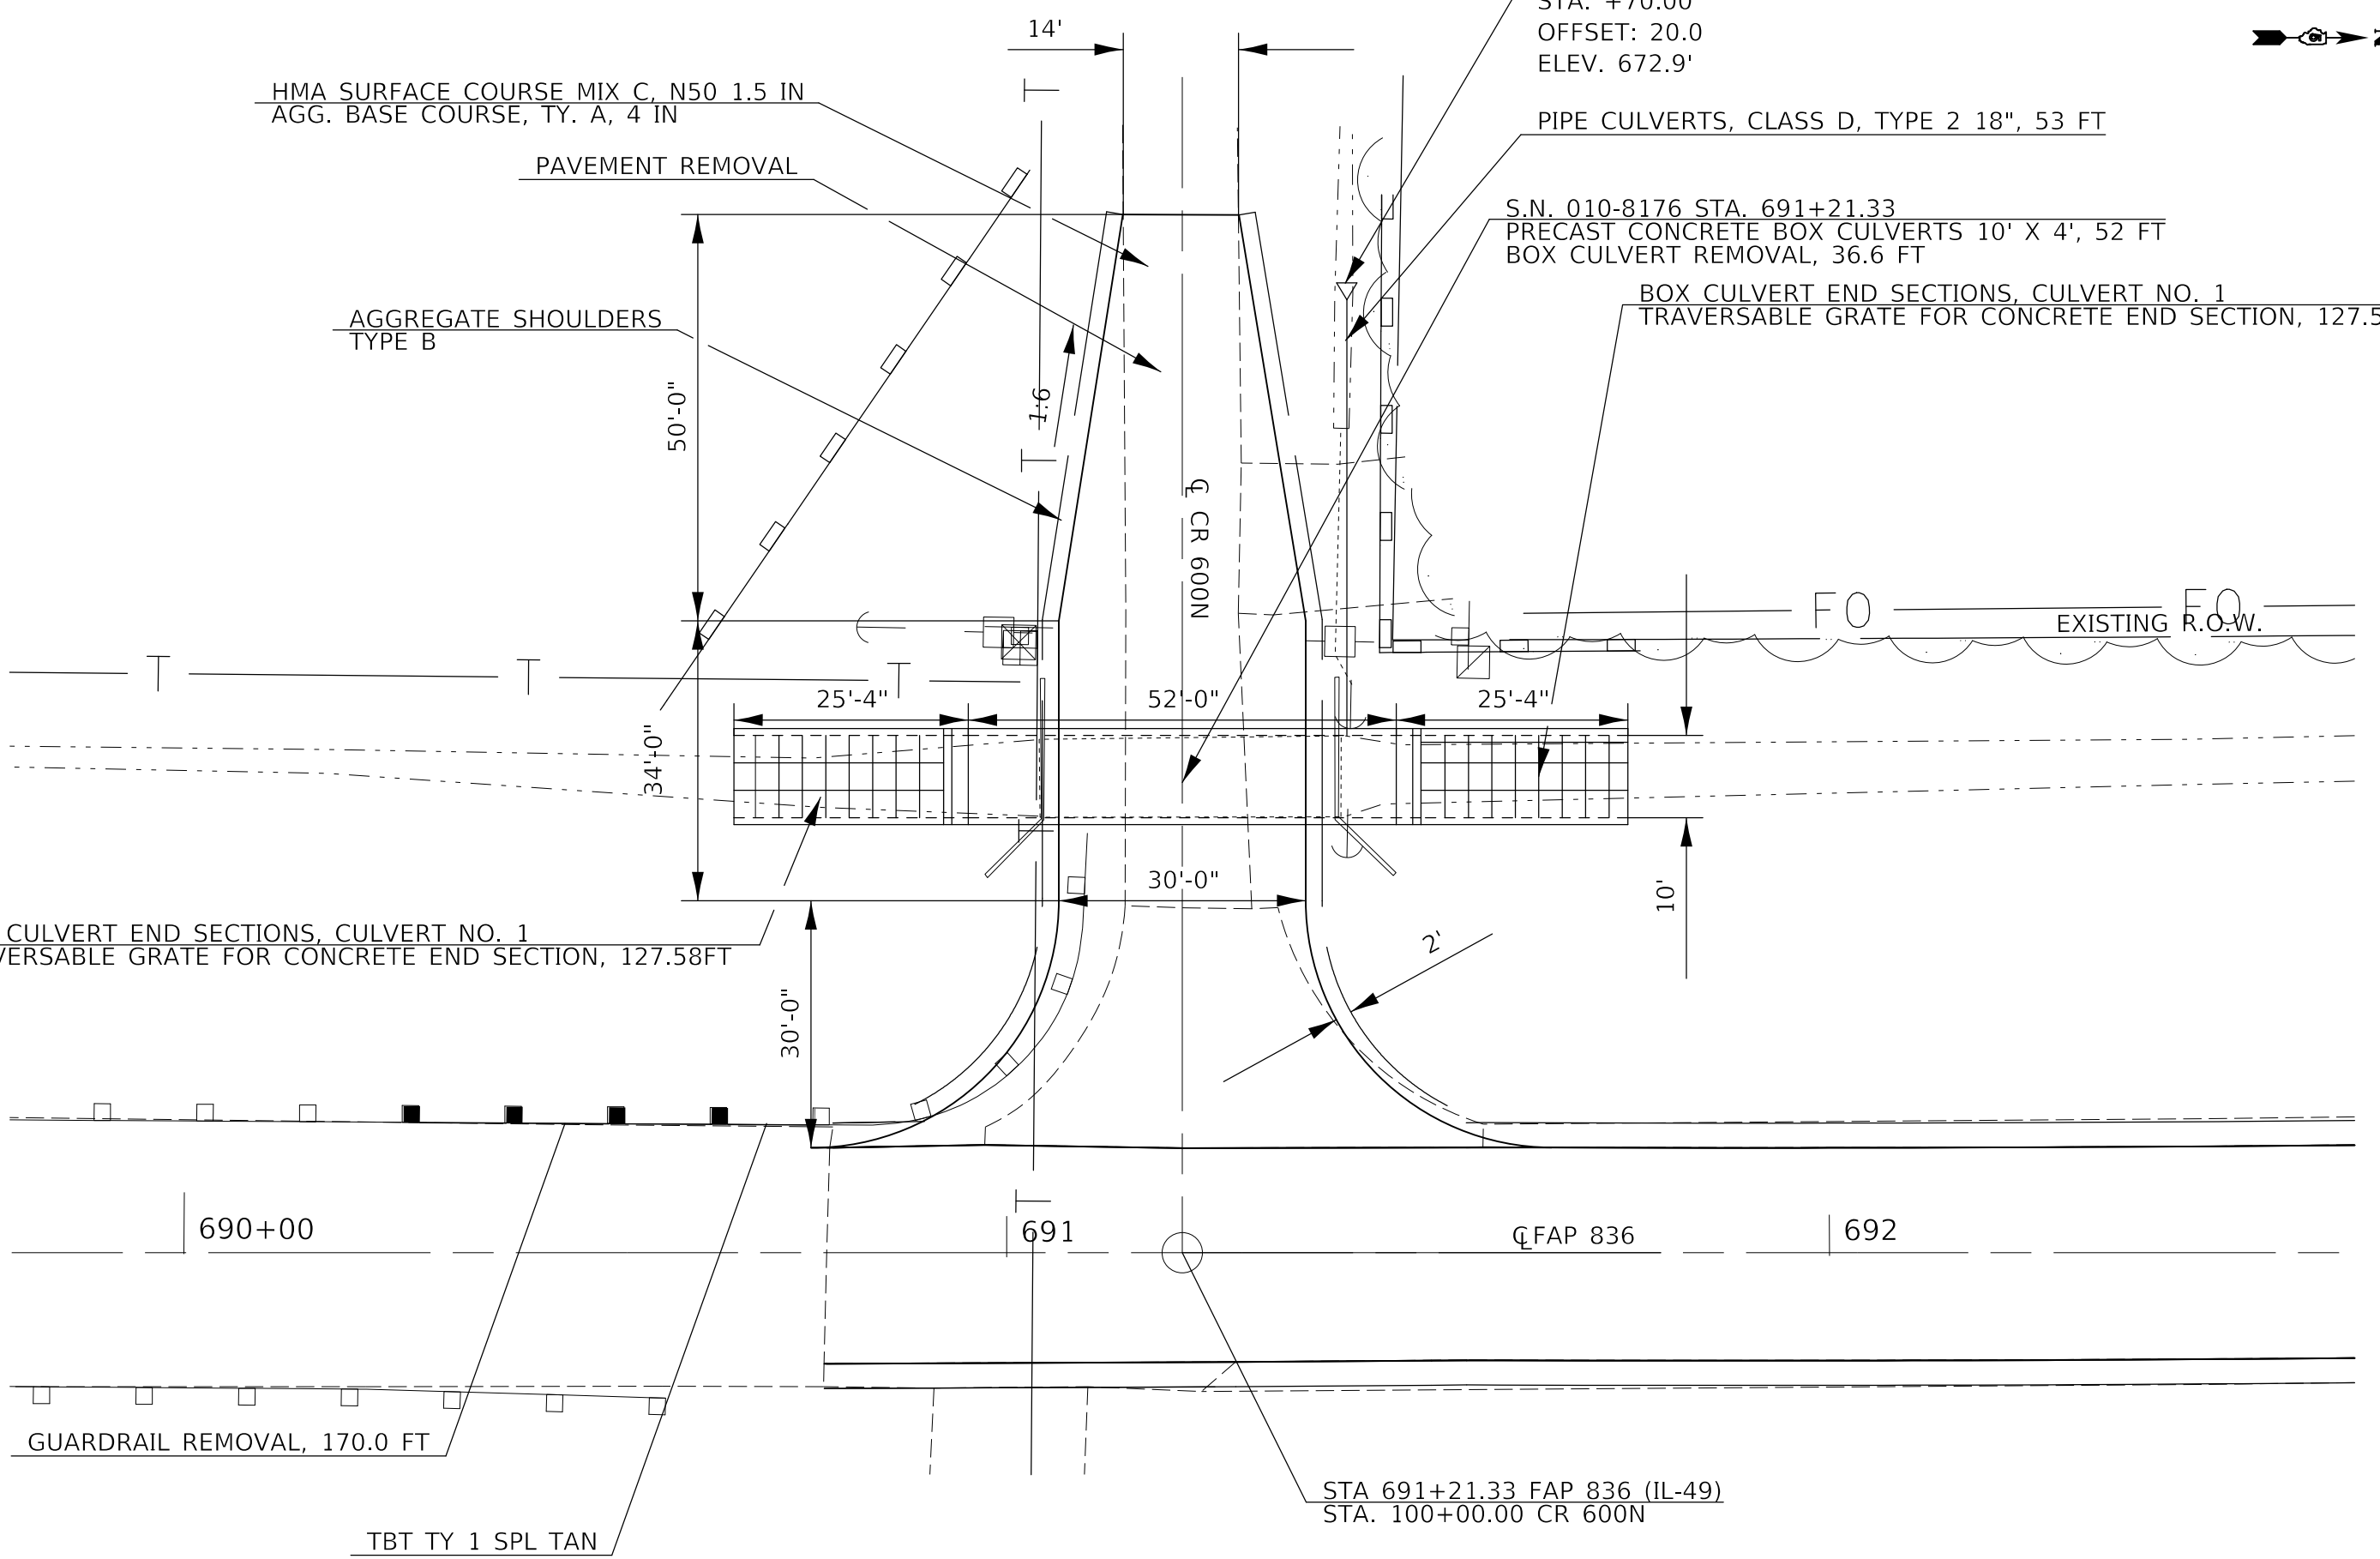 STA. +70.00
14'
OFFSET: 20.0
ELEV. 672.9'
HMA SURFACE COURSE MIX C, N50 1.5 IN
AGG. BASE COURSE, TY. A, 4 IN
PIPE CULVERTS, CLASS D, TYPE 2 18", 53 FT
PAVEMENT REMOVAL
S.N. 010-8176 STA. 691+21.33
PRECAST CONCRETE BOX CULVERTS 10' X 4', 52 FT
BOX CULVERT REMOVAL, 36.6 FT
BOX CULVERT END SECTIONS, CULVERT NO. 1
TRAVERSABLE GRATE FOR CONCRETE END SECTION, 127.5
AGGREGATE SHOULDERS
TYPE B
50'-0"
1:6
T
T
℄ CR 600N
FO
FO
EXISTING R.O.W.
T
T
T
25'-4"
52'-0"
25'-4"
34'-0"
T
30'-0"
10'
CULVERT END SECTIONS, CULVERT NO. 1
VERSABLE GRATE FOR CONCRETE END SECTION, 127.58FT
2'
30'-0"
T
690+00
691
℄ FAP 836
692
GUARDRAIL REMOVAL, 170.0 FT
STA 691+21.33 FAP 836 (IL-49)
STA. 100+00.00 CR 600N
TBT TY 1 SPL TAN